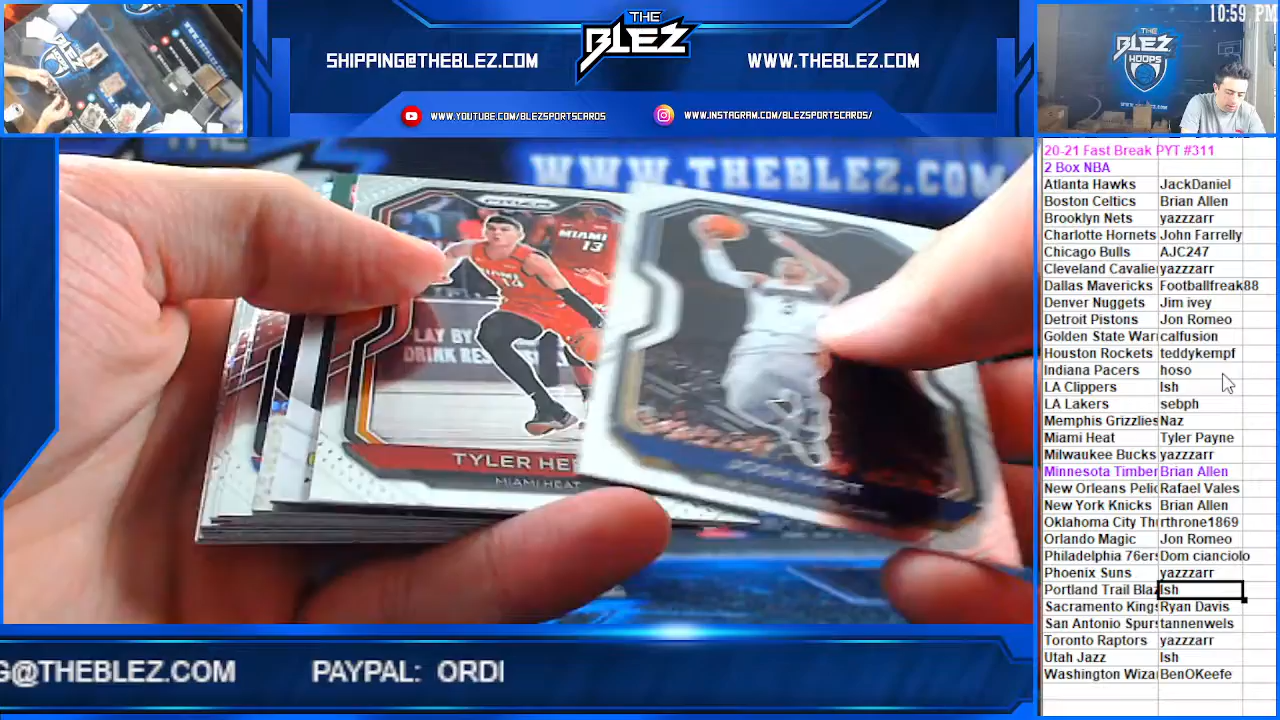 10:59 PM
THE
BLEZ
SHIPPING@THEBLEZ.COM
WWW.THEBLEZ.COM
WWW.YOUTUBE.COM/BLEZSPORTSCARDS
WWW.INSTAGRAM.COM/BLEZSPORTSCARDS/
THE
BLEZ
HOOPS
WWW.THEBLEZ.COM
PRIZM
MIAMI
13
LAY BY
TYLER HE
MIAMI HEAT
20-21 Fast Break PYT #311
2 Box NBA
Atlanta Hawks JackDaniel
Boston Celtics Brian Allen
Brooklyn Nets yazzzarr
Charlotte Hornets John Farrelly
Chicago Bulls AJC247
Cleveland Cavalie yazzzarr
Dallas Mavericks Footballfreak88
Denver Nuggets Jim ivey
Detroit Pistons Jon Romeo
Golden State War calfusion
Houston Rockets teddykempf
Indiana Pacers hoso
LA Clippers Ish
LA Lakers sebph
Memphis Grizzlies Naz
Miami Heat Tyler Payne
Milwaukee Bucks yazzzarr
Minnesota Timber Brian Allen
New Orleans Peli Rafael Vales
New York Knicks Brian Allen
Oklahoma City Th rthrone1869
Orlando Magic Jon Romeo
Philadelphia 76ers Dom cianciolo
Phoenix Suns yazzzarr
Portland Trail Blaz Ish
Sacramento Kings Ryan Davis
San Antonio Spurs tannenwels
Toronto Raptors yazzzarr
Utah Jazz Ish
Washington Wiza BenOKeefe
G@THEBLEZ.COM PAYPAL: ORDI